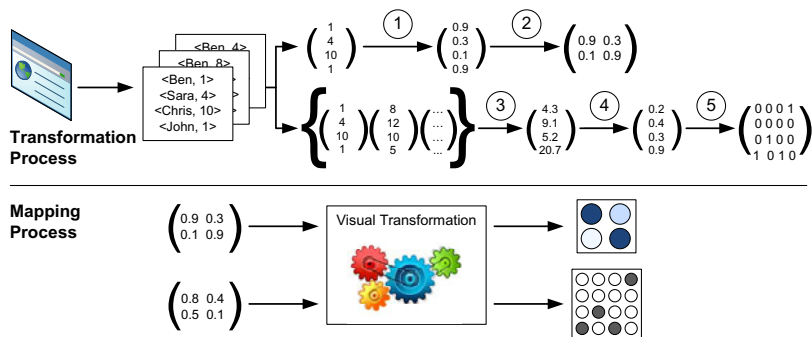 Transformation
Process
<Ben, 4>
<Ben, 8>
<Ben, 1>
<Sara, 4>
<Chris, 10>
<John, 1>
1
4
10
1
1
0.9
0.3
0.1
0.9
2
0.9 0.3
0.1 0.9
1
4
10
1
8
12
10
5
...
...
...
...
3
4.3
9.1
5.2
20.7
4
0.2
0.4
0.3
0.9
5
0 0 0 1
0 0 0 0
0 1 0 0
1 0 1 0
Mapping
Process
0.9 0.3
0.1 0.9
0.8 0.4
0.5 0.1
Visual Transformation